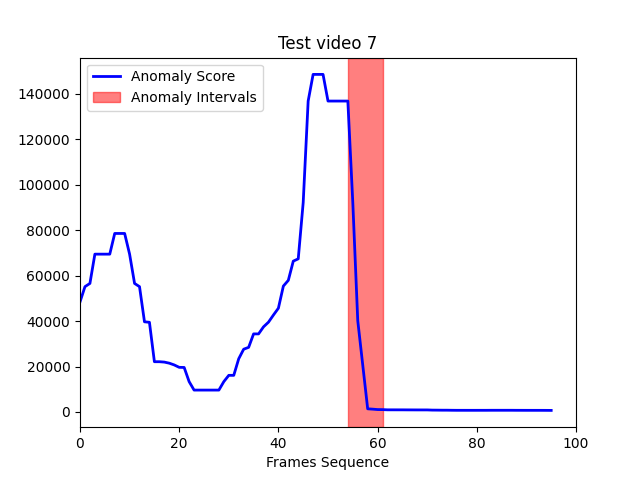 Test video 7
Anomaly Score
Anomaly Intervals
140000
120000
100000
80000
60000
40000
20000
0
0 20 40 60 80 100
Frames Sequence